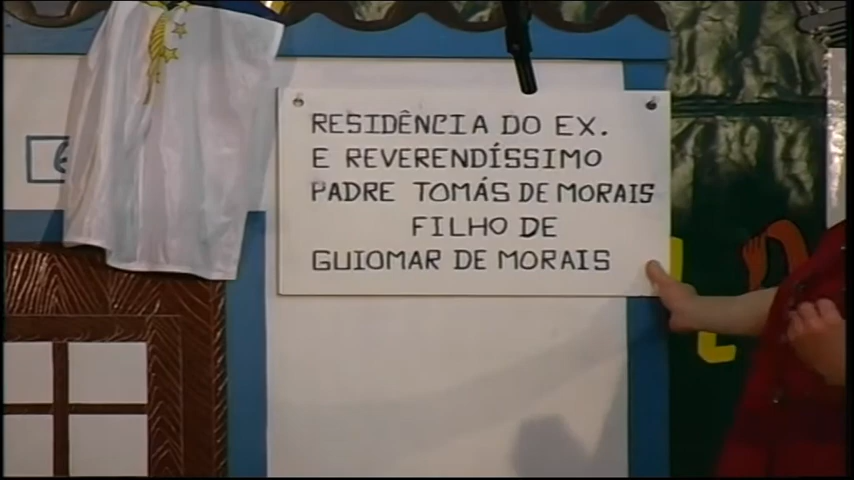 RESIDÊNCIA DO EX.
E REVERENDÍSSIMO
PADRE TOMÁS DE MORAIS
FILHO DE
GUIOMAR DE MORAIS